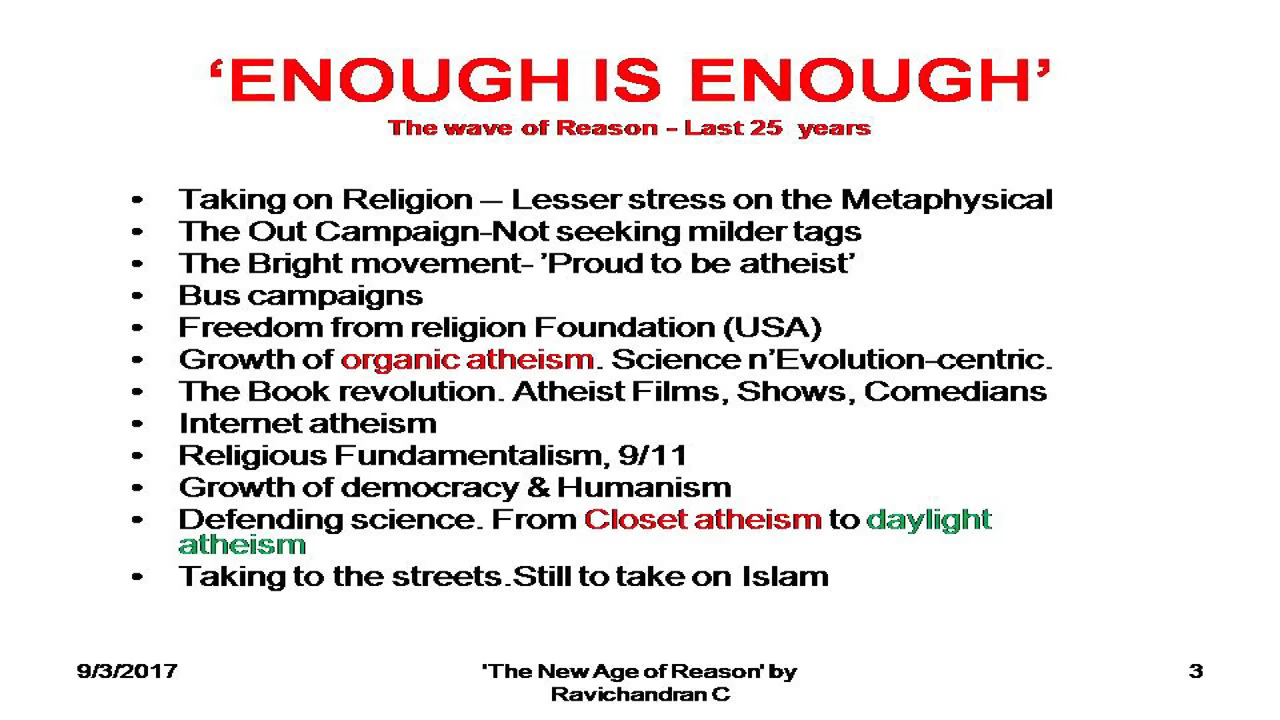 ‘ENOUGH IS ENOUGH’
The wave of Reason - Last 25 years
• Taking on Religion – Lesser stress on the Metaphysical
• The Out Campaign-Not seeking milder tags
• The Bright movement- ’Proud to be atheist’
• Bus campaigns
• Freedom from religion Foundation (USA)
• Growth of organic atheism. Science n’Evolution-centric.
• The Book revolution. Atheist Films, Shows, Comedians
• Internet atheism
• Religious Fundamentalism, 9/11
• Growth of democracy & Humanism
• Defending science. From Closet atheism to daylight
atheism
• Taking to the streets.Still to take on Islam
9/3/2017
'The New Age of Reason' by
Ravichandran C
3